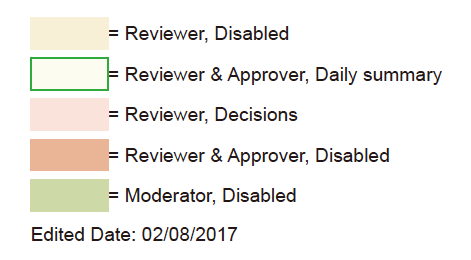 = Reviewer, Disabled
= Reviewer & Approver, Daily summary
= Reviewer, Decisions
= Reviewer & Approver, Disabled
= Moderator, Disabled
Edited Date: 02/08/2017